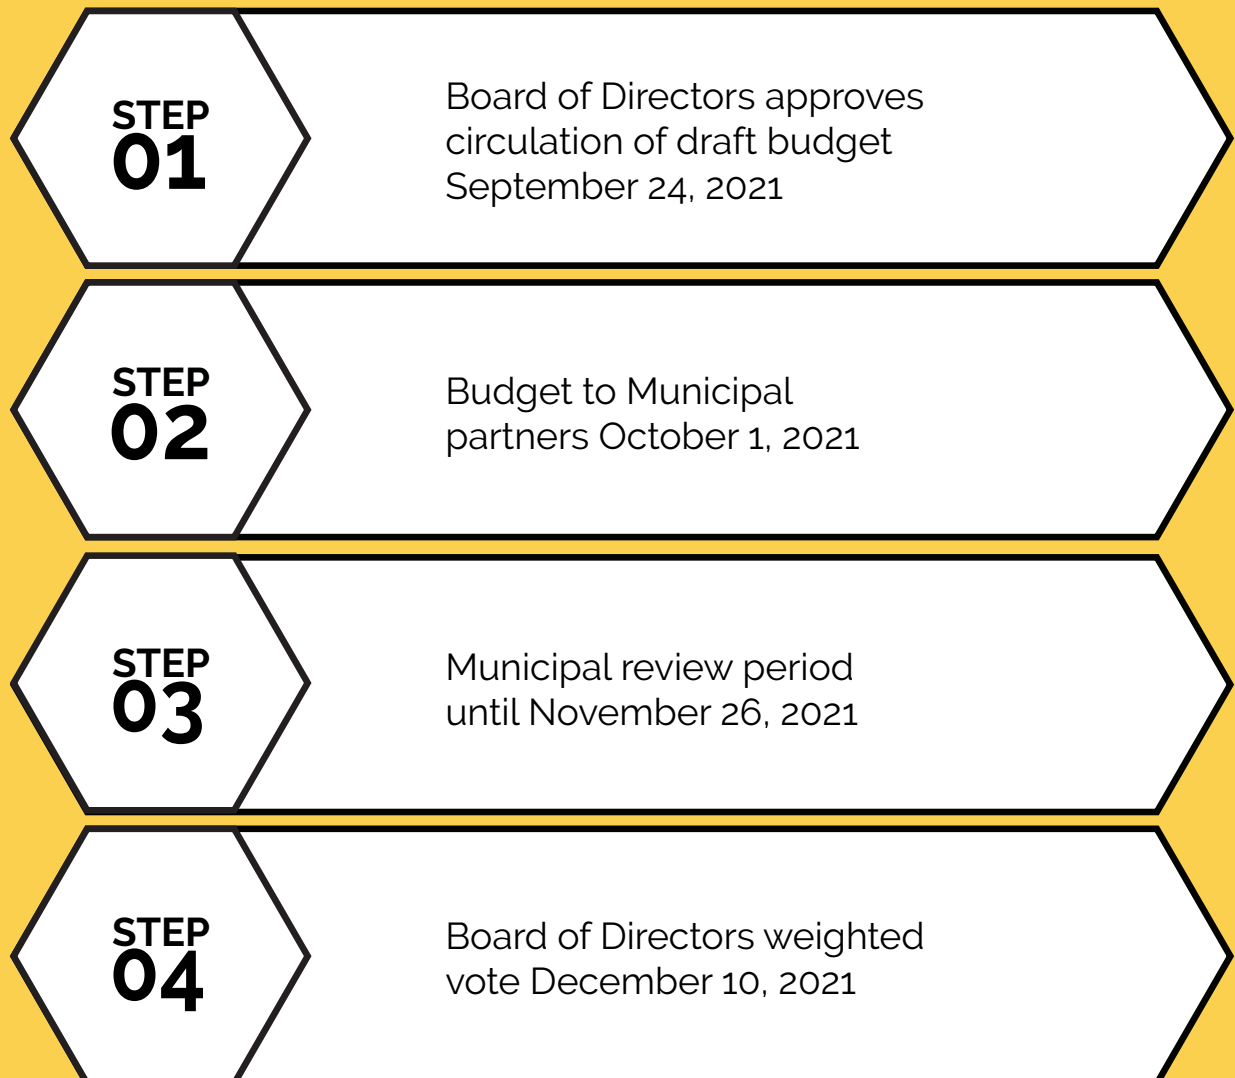 STEP
01
Board of Directors approves
circulation of draft budget
September 24, 2021
STEP
02
Budget to Municipal
partners October 1, 2021
STEP
03
Municipal review period
until November 26, 2021
STEP
04
Board of Directors weighted
vote December 10, 2021